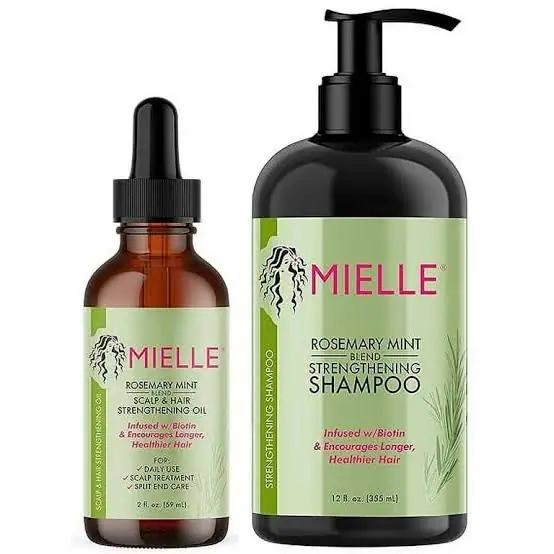 MIELLE®
ROSEMARY MINT
BLEND
SCALP & HAIR
STRENGTHENING OIL
Infused w/Biotin
& Encourages Longer,
Healthier Hair
FOR:
✓ DAILY USE
✓ SCALP TREATMENT
✓ SPLIT END CARE
2 fl. oz. (59 mL)
SCALP & HAIR STRENGTHENING OIL
MIELLE®
ROSEMARY MINT
BLEND
STRENGTHENING
SHAMPOO
Infused w/Biotin
& Encourages Longer,
Healthier Hair
12 fl. oz. (355 mL)
STRENGTHENING SHAMPOO